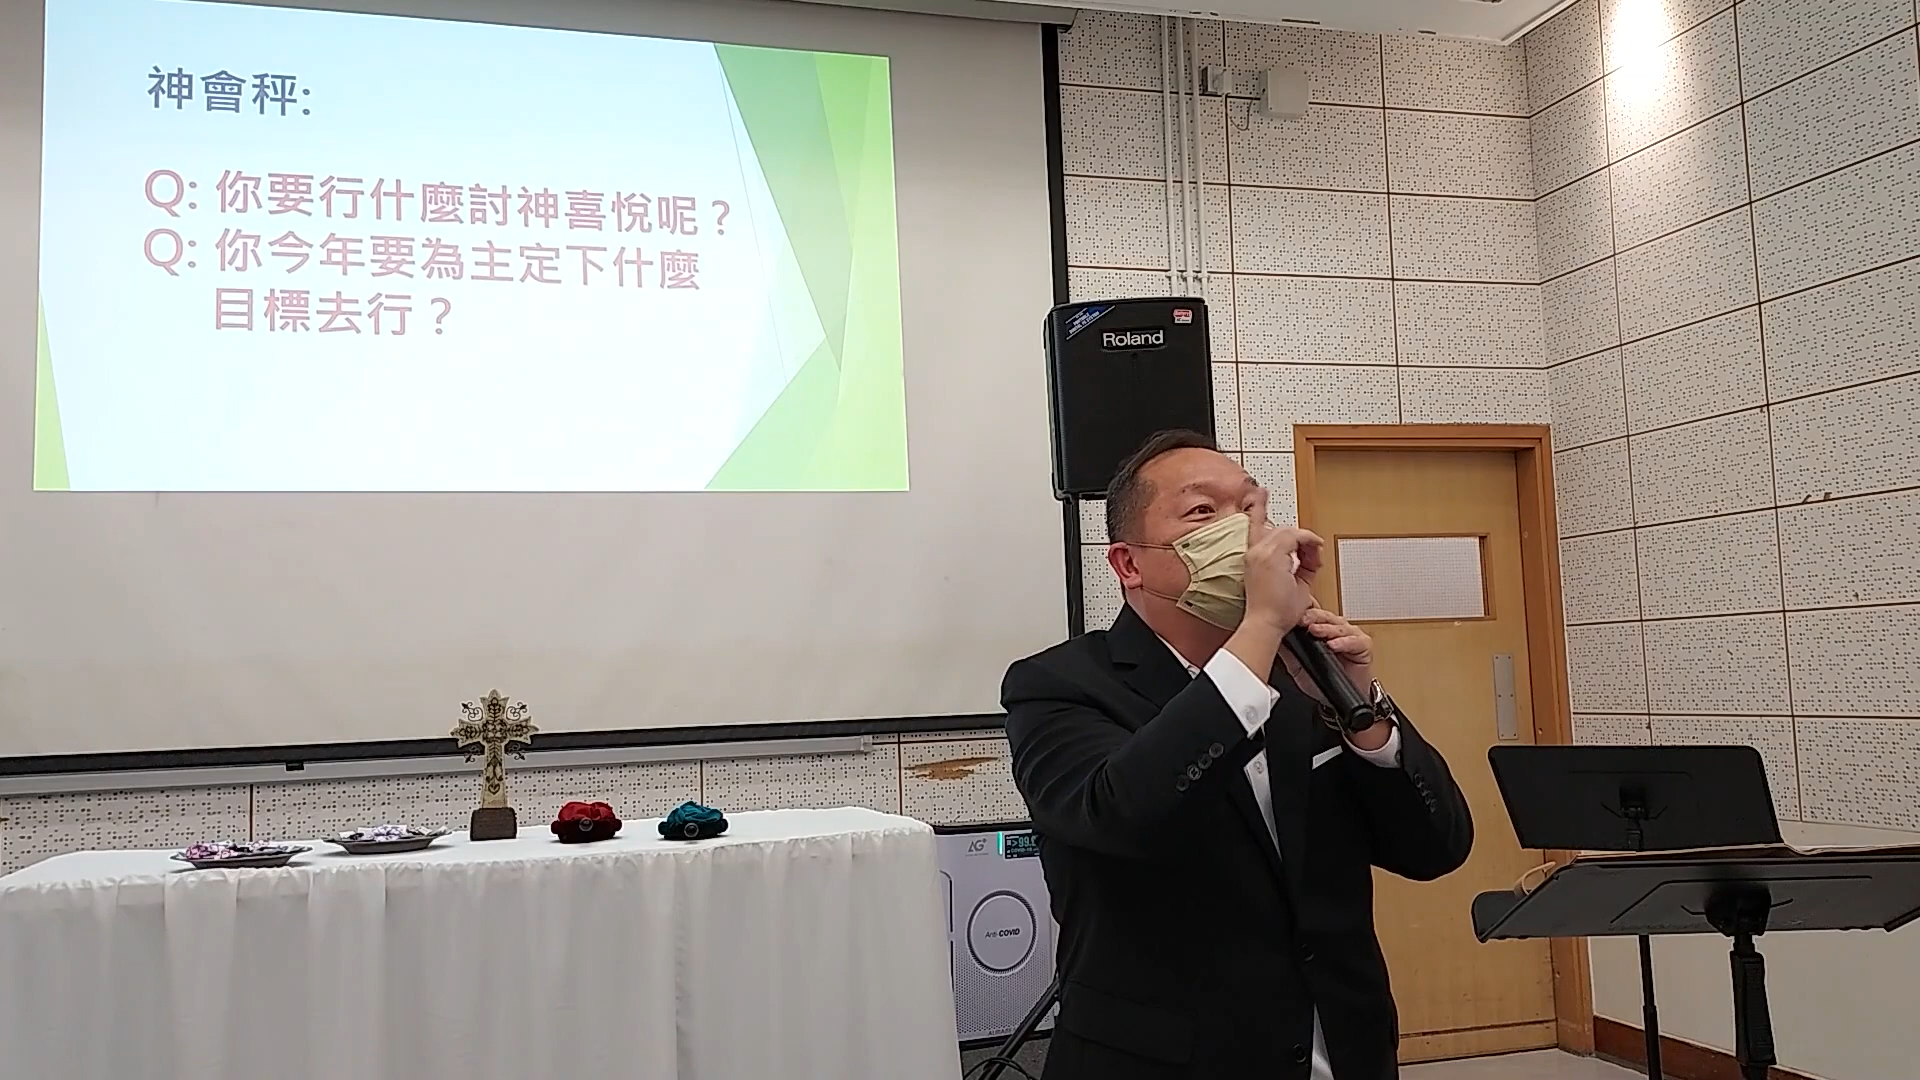 神會秤:
Q: 你要行什麼討神喜悅呢？
Q: 你今年要為主定下什麼
目標去行？
Roland
AG+
Anti-COVID